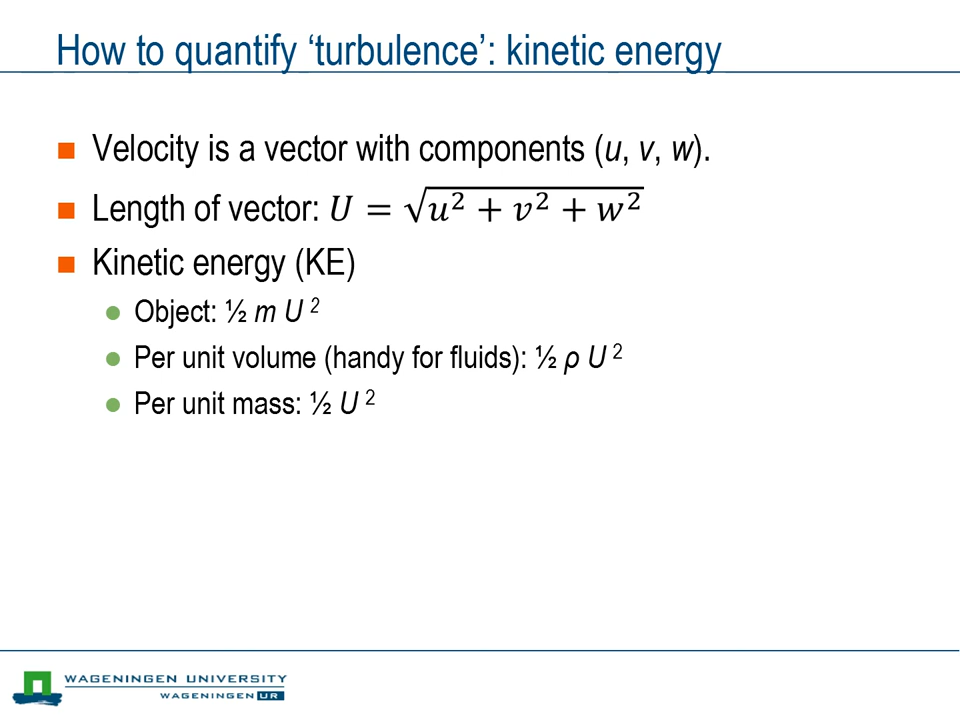 How to quantify ‘turbulence’: kinetic energy
Velocity is a vector with components (u, v, w).
Length of vector: 𝑈 = √𝑢² + 𝑣² + 𝑤²
Kinetic energy (KE)
Object: ½ m U ²
Per unit volume (handy for fluids): ½ ρ U ²
Per unit mass: ½ U ²
WAGENINGEN UNIVERSITY
WAGENINGEN UR